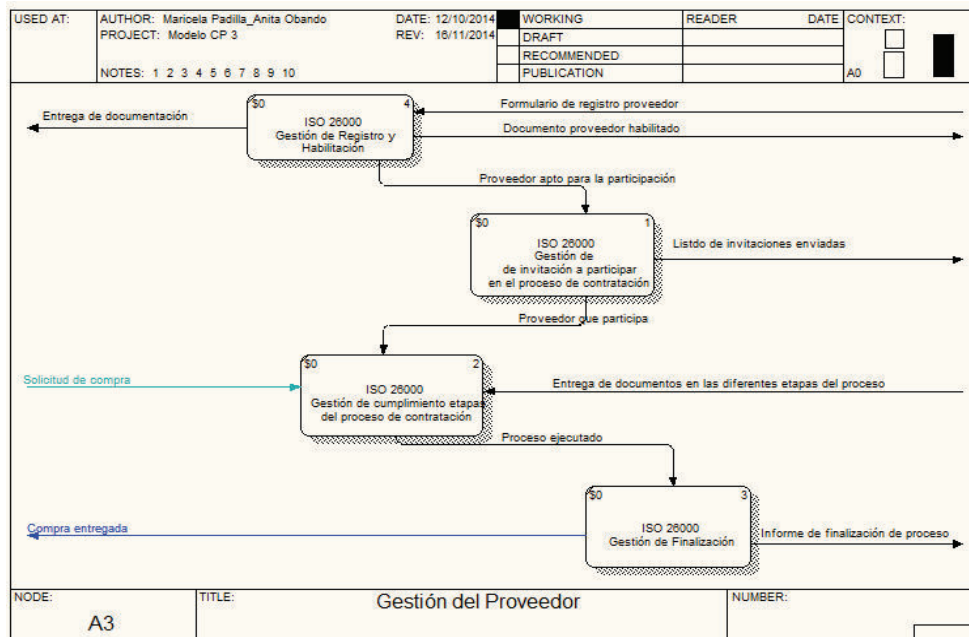 USED AT:
AUTHOR: Maricela Padilla_Anita Obando
DATE: 12/10/2014
PROJECT: Modelo CP 3
REV: 16/11/2014
NOTES: 1 2 3 4 5 6 7 8 9 10
WORKING
DRAFT
RECOMMENDED
PUBLICATION
READER
DATE
CONTEXT:
A0
$0
4
ISO 26000
Gestión de Registro y
Habilitación
Entrega de documentación
Formulario de registro proveedor
Documento proveedor habilitado
Proveedor apto para la participación
$0
1
ISO 26000
Gestión de
de invitación a participar
en el proceso de contratación
Listdo de invitaciones enviadas
Proveedor que participa
$0
2
ISO 26000
Gestión de cumplimiento etapas
del proceso de contratación
Solicitud de compra
Entrega de documentos en las diferentes etapas del proceso
Proceso ejecutado
$0
3
ISO 26000
Gestión de Finalización
Compra entregada
Informe de finalización de proceso
NODE:
A3
TITLE:
Gestión del Proveedor
NUMBER: